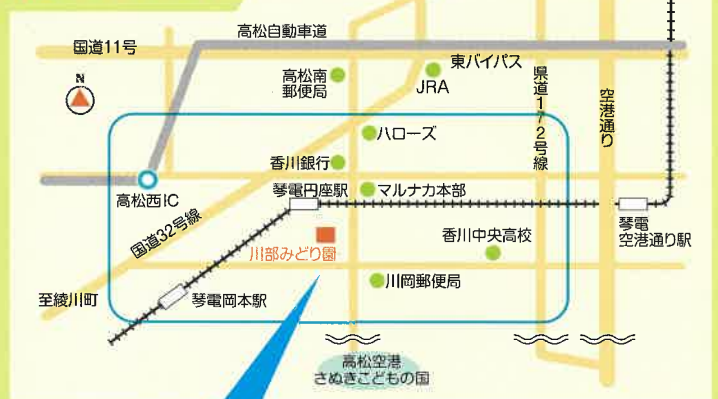 高松自動車道
国道11号
東バイパス
高松南
郵便局
JRA
N
県道172号線
空港通り
ハローズ
香川銀行
高松西IC
琴電円座駅
マルナカ本部
国道32号線
琴電
空港通り駅
香川中央高校
川部みどり園
川岡郵便局
至綾川町
琴電岡本駅
高松空港
さぬきこどもの国